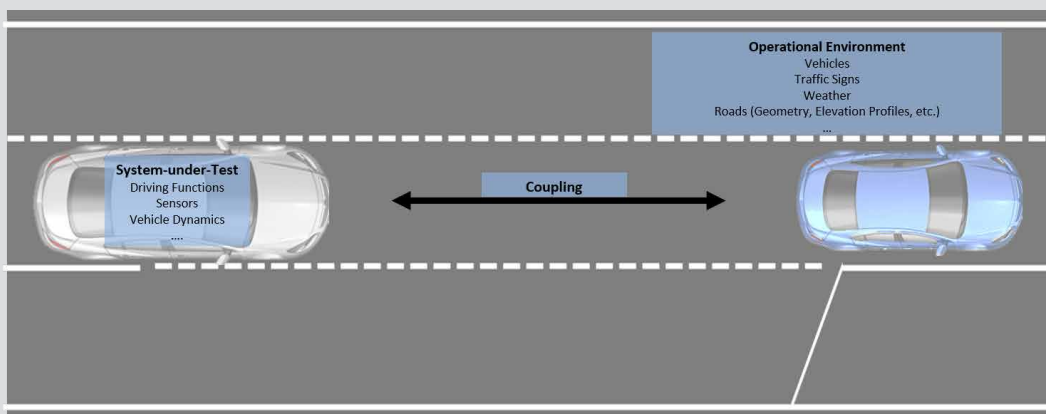 Operational Environment
Vehicles
Traffic Signs
Weather
Roads (Geometry, Elevation Profiles, etc.)
...
System-under-Test
Driving Functions
Sensors
Vehicle Dynamics
....
Coupling